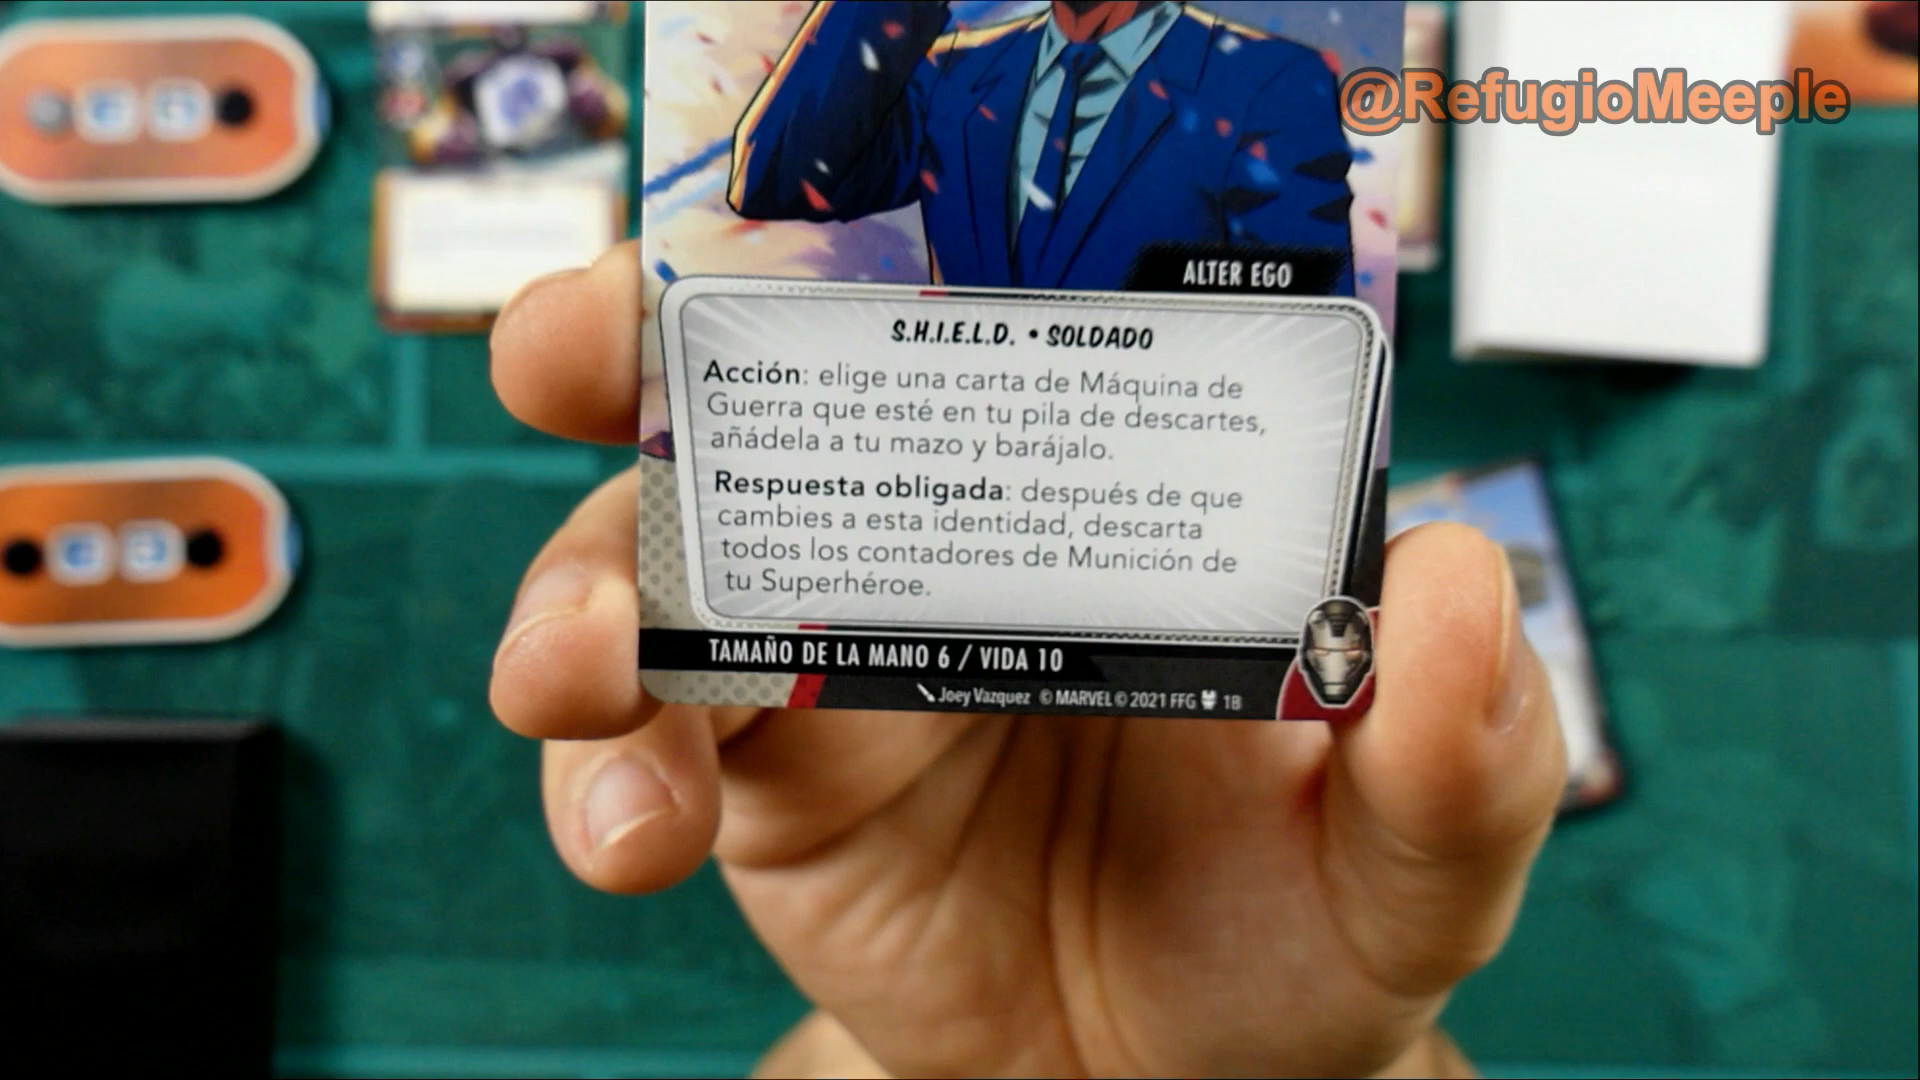 @RefugioMeeple
ALTER EGO
S.H.I.E.L.D. • SOLDADO
Acción: elige una carta de Máquina de
Guerra que esté en tu pila de descartes,
añádela a tu mazo y barájalo.
Respuesta obligada: después de que
cambies a esta identidad, descarta
todos los contadores de Munición de
tu Superhéroe.
TAMAÑO DE LA MANO 6 / VIDA 10
Joey Vazquez © MARVEL © 2021 FFG 1B